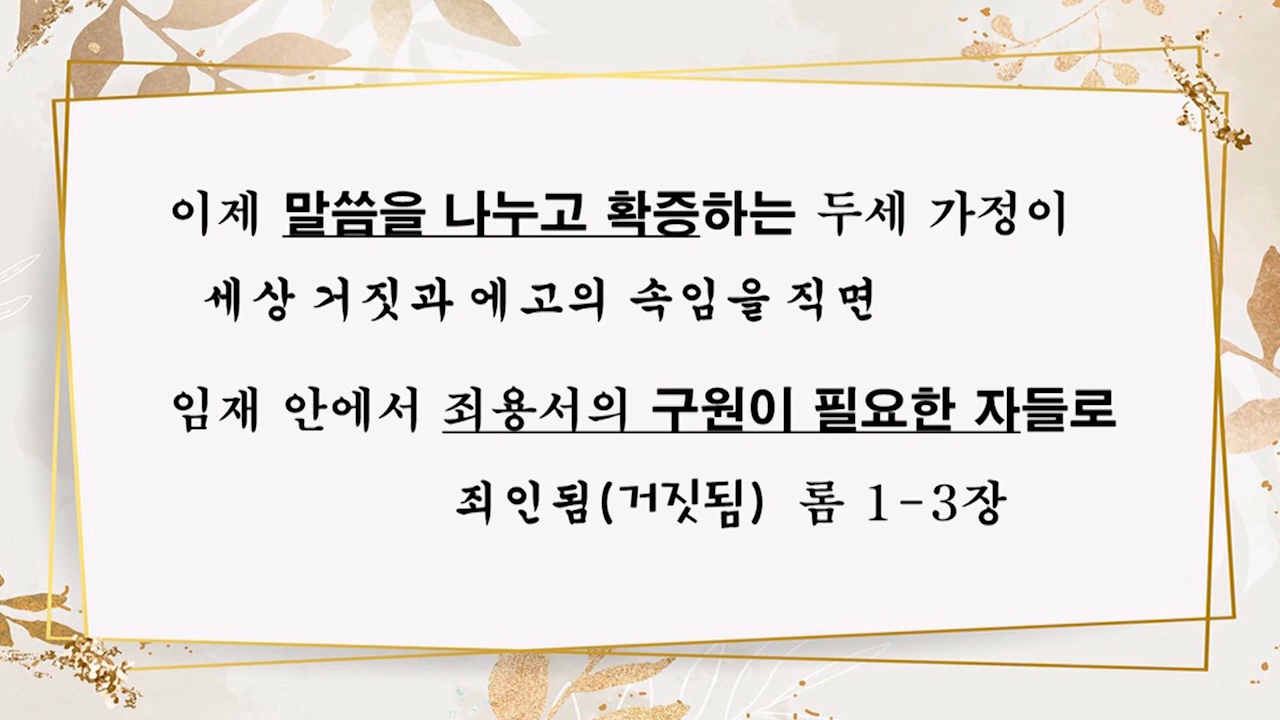 이제 말씀을 나누고 확증하는 두세 가정이
세상 거짓과 에고의 속임을 직면
임재 안에서 죄용서의 구원이 필요한 자들로
죄인됨(거짓됨) 롬 1-3장